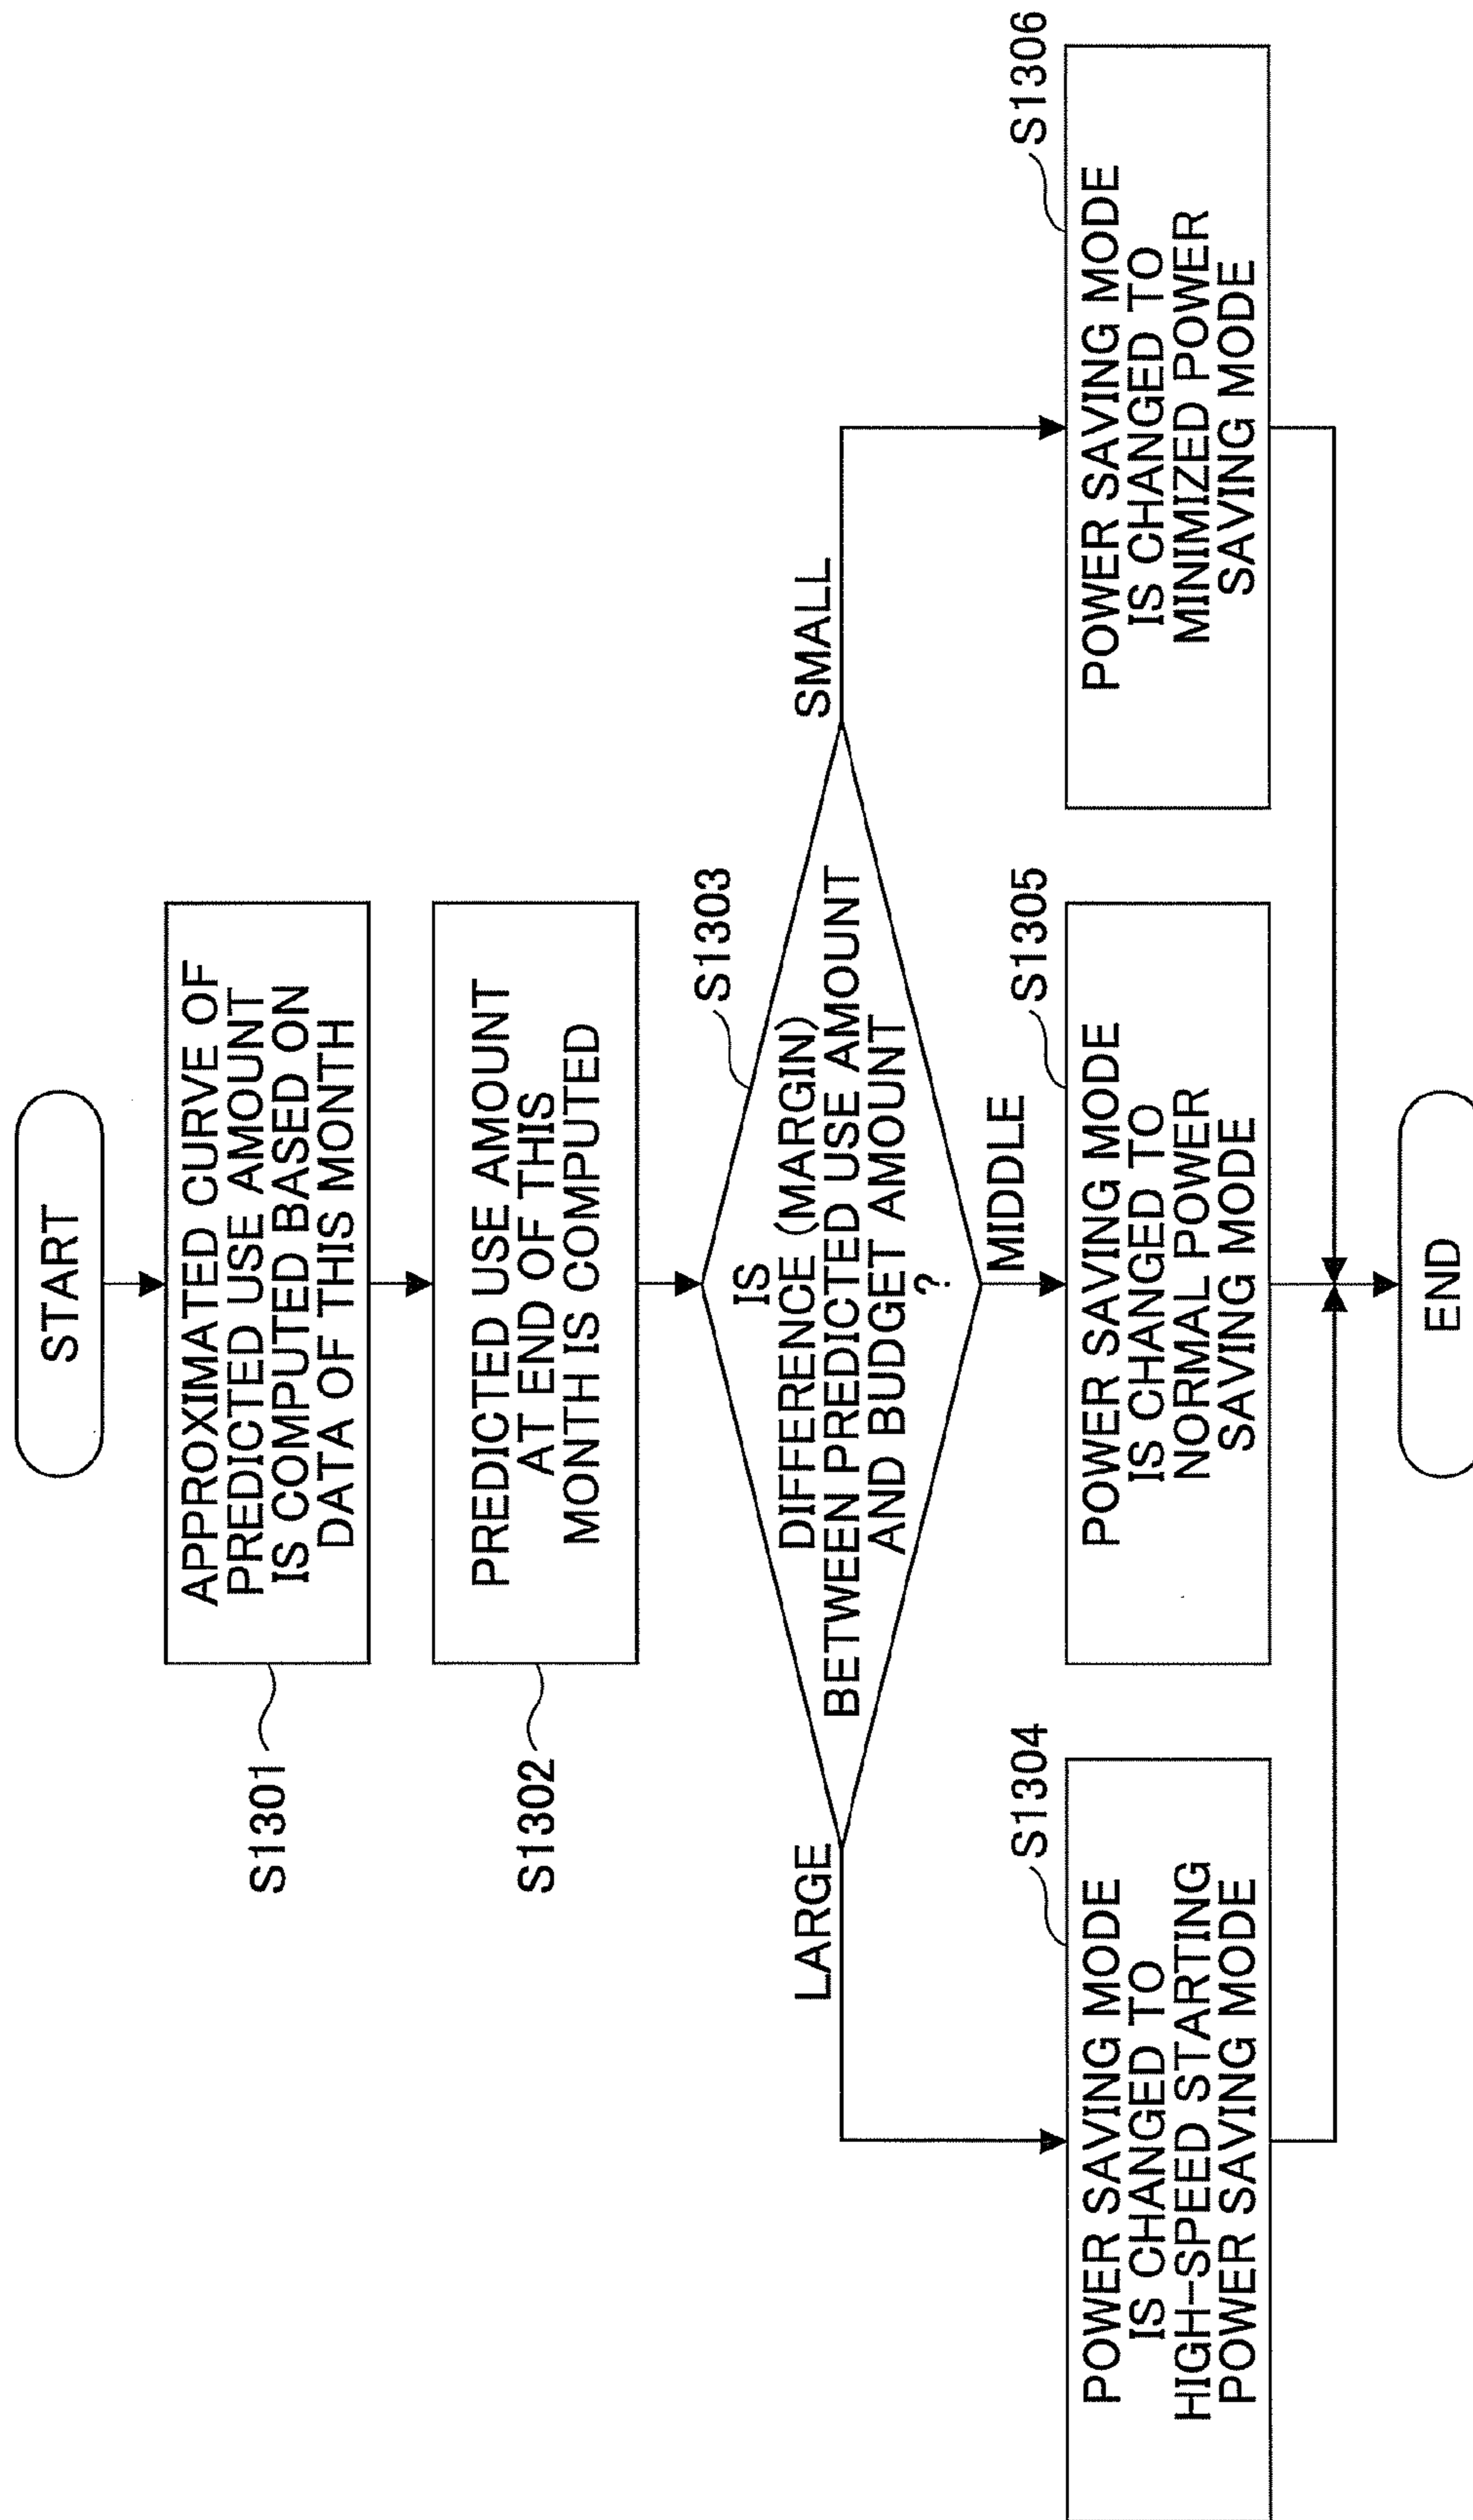 START
APPROXIMATED CURVE OF
PREDICTED USE AMOUNT
IS COMPUTED BASED ON
DATA OF THIS MONTH
S1301
PREDICTED USE AMOUNT
AT END OF THIS
MONTH IS COMPUTED
S1302
S1303
IS
DIFFERENCE (MARGIN)
BETWEEN PREDICTED USE AMOUNT
AND BUDGET AMOUNT
?
LARGE
SMALL
MIDDLE
S1304
POWER SAVING MODE
IS CHANGED TO
HIGH-SPEED STARTING
POWER SAVING MODE
S1305
POWER SAVING MODE
IS CHANGED TO
NORMAL POWER
SAVING MODE
S1306
POWER SAVING MODE
IS CHANGED TO
MINIMIZED POWER
SAVING MODE
END